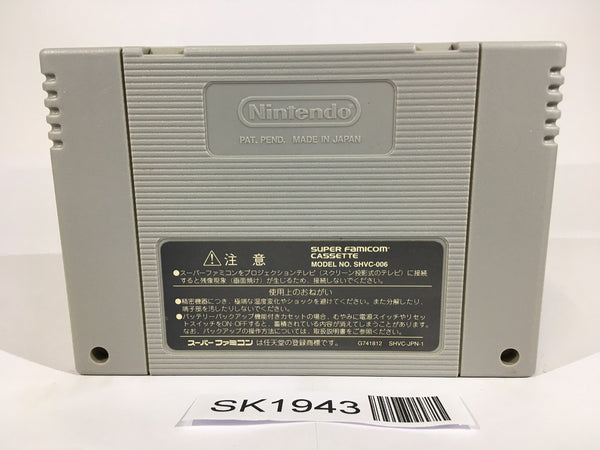 Nintendo
PAT. PEND. MADE IN JAPAN
⚠注 意
SUPER FAMICOM
CASSETTE
MODEL NO. SHVC-006
●スーパーファミコンをプロジェクションテレビ（スクリーン投影式のテレビ）に接続
すると残像現象（画面焼け）が生じるため、接続しないでください。
使用上のおねがい
●精密機器につき、極端な温度変化やショックを避けてください。また分解したり、
端子部を汚したりしないでください。
●バッテリーバックアップ機能付きカセットの場合、むやみに電源スイッチやリセ
ットスイッチをON-OFFすると、蓄積されている内容が消えてしまうことがあります。
なお、バックアップの操作方法については、取扱説明書をご参照ください。
スーパーファミコン は任天堂の登録商標です。 G741812 SHVC-JPN-1
SK1943